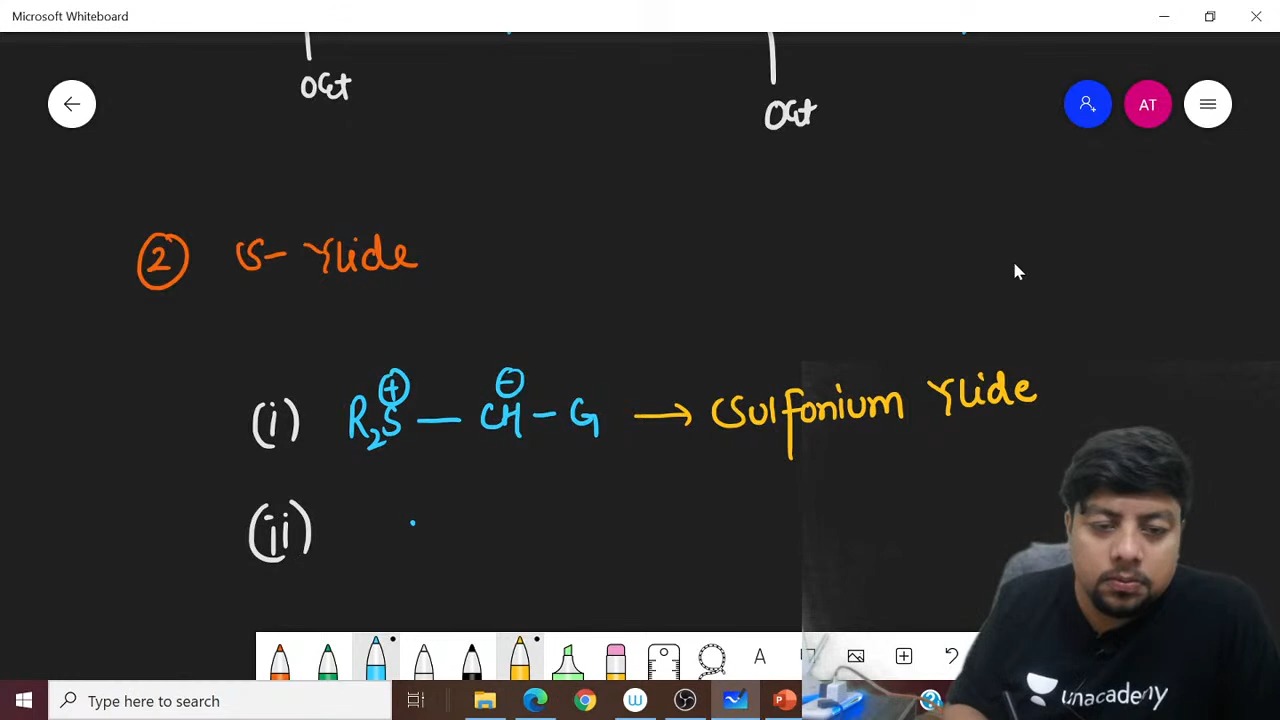 Microsoft Whiteboard
OEt
OEt
AT
② S- Ylide
(i) R₂S⊕ — CH⊖ – G → Sulfonium Ylide
(ii)
A
unacademy
Type here to search